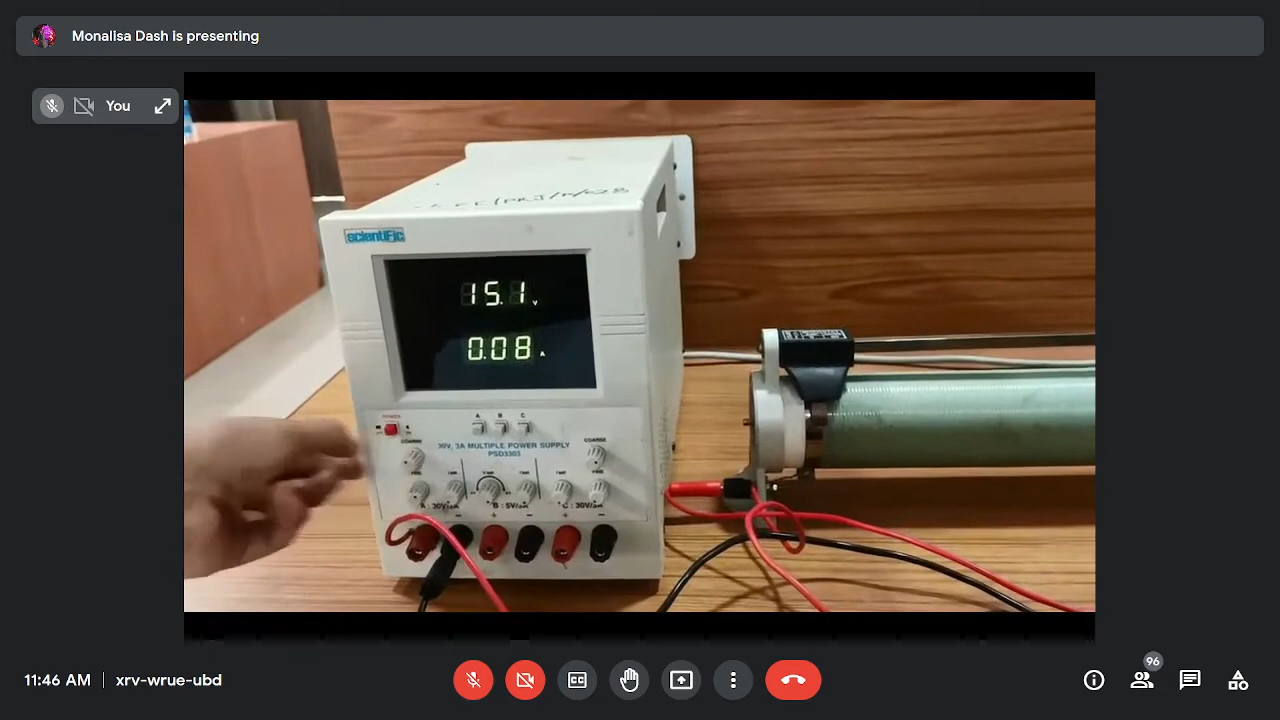 Monalisa Dash is presenting
You
scientific
15.1 V
0.08 A
POWER
A B C
COARSE
COARSE
30V, 3A MULTIPLE POWER SUPPLY
PSD3303
A : 30V/3A
B : 5V/
C : 30V/3A
+ − + −
11:46 AM
xrv-wrue-ubd
CC
96